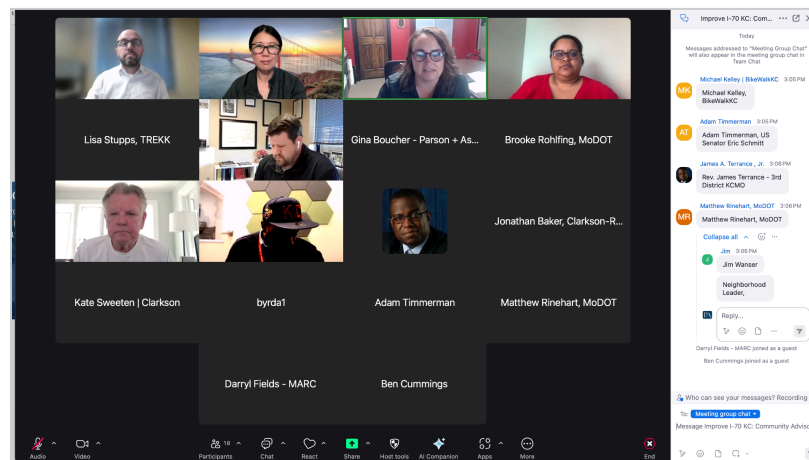 Improve I-70 KC: Com...
Today
Messages addressed to "Meeting Group Chat"
will also appear in the meeting group chat in
Team Chat
Michael Kelley | BikeWalkKC 3:05 PM
MK
Michael Kelley,
BikeWalkKC
Adam Timmerman 3:05 PM
AT
Adam Timmerman, US
Senator Eric Schmitt
James A. Terrance , Jr. 3:06 PM
Rev. James Terrance - 3rd
District KCMO
Matthew Rinehart, MoDOT 3:06 PM
MR
Matthew Rinehart, MoDOT
Collapse all
Jim 3:06 PM
J
Jim Wanser
Neighborhood
Leader,
Reply...
Darryl Fields - MARC joined as a guest
Ben Cummings joined as a guest
Who can see your messages? Recording
To: Meeting group chat
Message Improve I-70 KC: Community Adviso
Lisa Stupps, TREKK
Gina Boucher - Parson + As...
Brooke Rohlfing, MoDOT
Jonathan Baker, Clarkson-R...
Kate Sweeten | Clarkson
byrda1
Adam Timmerman
Matthew Rinehart, MoDOT
Darryl Fields - MARC
Ben Cummings
Audio
Video
18
Participants
Chat
React
Share
Host tools
AI Companion
Apps
More
End